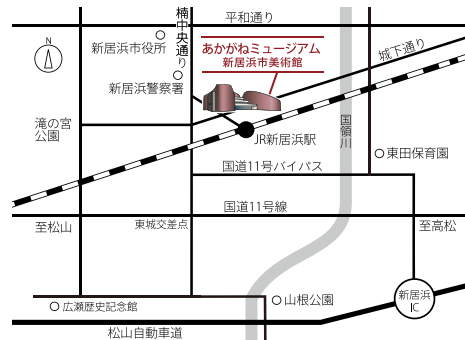 楠中央通り
平和通り
N
新居浜市役所
あかがねミュージアム
新居浜市美術館
城下通り
新居浜警察署
滝の宮
公園
JR新居浜駅
国領川
東田保育園
国道11号バイパス
国道11号線
至松山
東城交差点
至高松
新居浜
IC
広瀬歴史記念館
山根公園
松山自動車道